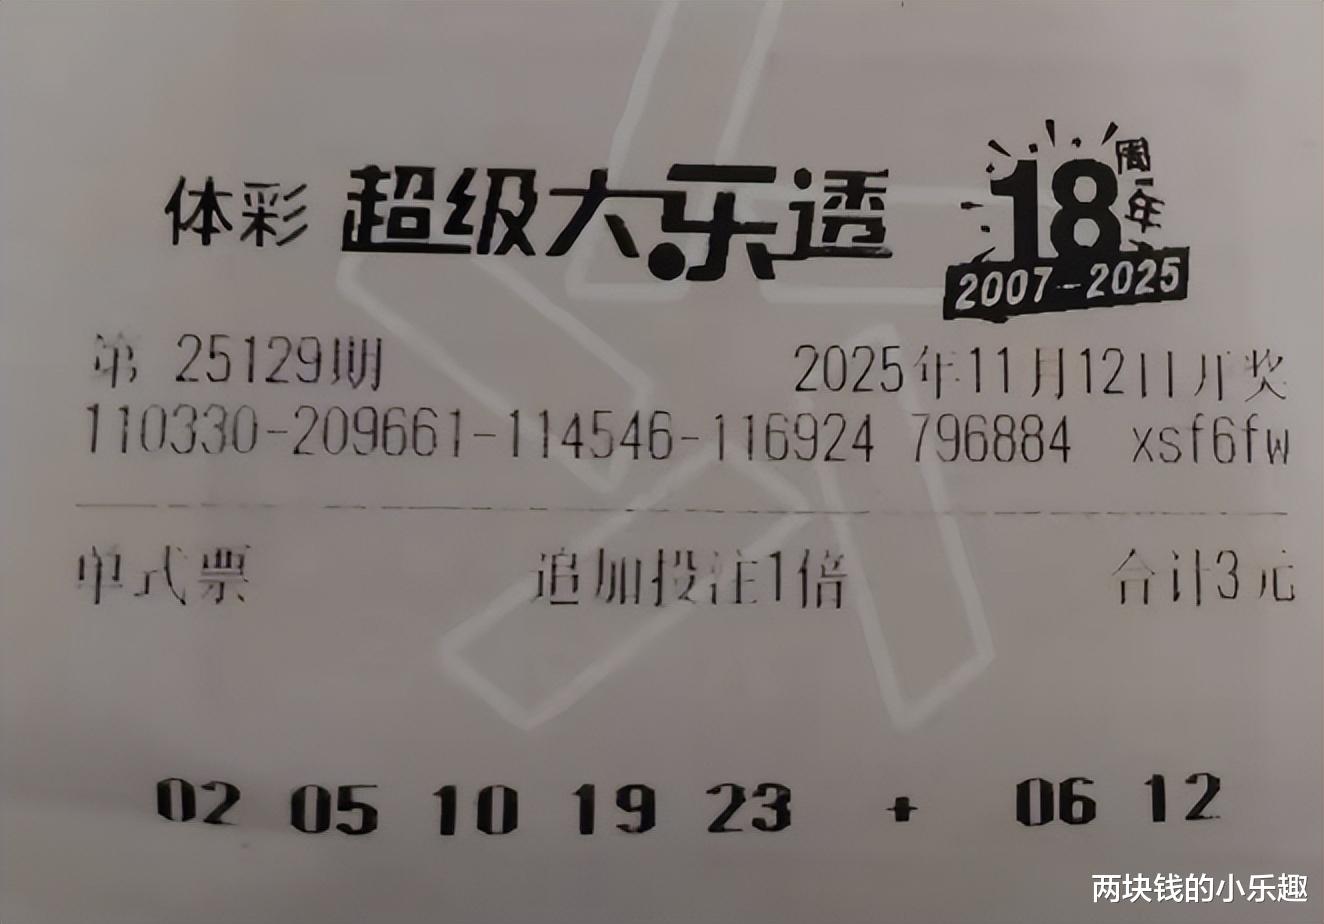 体彩 超级大乐透 18周年
2007-2025
第 25129期 2025年11月12日开奖
110330-209661-114546-116924 796884 xsf6fw
单式票 追加投注1倍 合计3元
02 05 10 19 23 + 06 12
两块钱的小乐趣